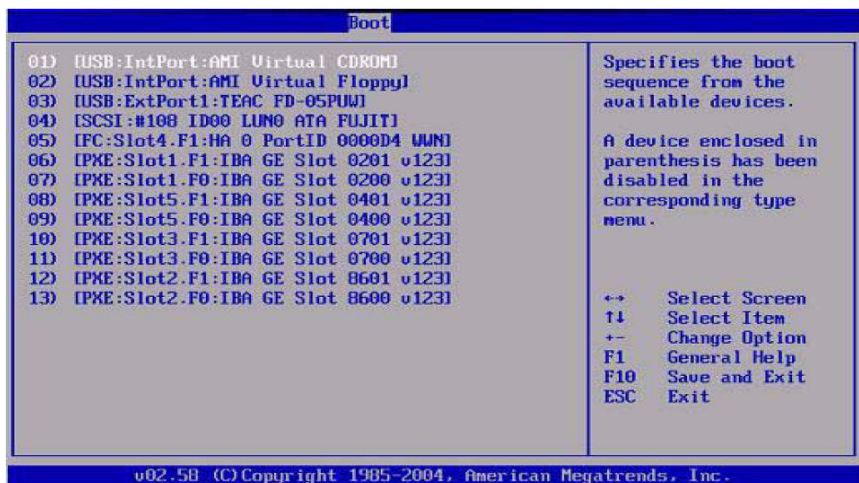 Boot
01) [USB:IntPort:AMI Virtual CDROM]
02) [USB:IntPort:AMI Virtual Floppy]
03) [USB:ExtPort1:TEAC FD-05PUW]
04) [SCSI:#108 ID00 LUN0 ATA FUJIT]
05) [FC:Slot4.F1:HA 0 PortID 0000D4 WWN]
06) [PXE:Slot1.F1:IBA GE Slot 0201 v123]
07) [PXE:Slot1.F0:IBA GE Slot 0200 v123]
08) [PXE:Slot5.F1:IBA GE Slot 0401 v123]
09) [PXE:Slot5.F0:IBA GE Slot 0400 v123]
10) [PXE:Slot3.F1:IBA GE Slot 0701 v123]
11) [PXE:Slot3.F0:IBA GE Slot 0700 v123]
12) [PXE:Slot2.F1:IBA GE Slot 8601 v123]
13) [PXE:Slot2.F0:IBA GE Slot 8600 v123]
Specifies the boot
sequence from the
available devices.
A device enclosed in
parenthesis has been
disabled in the
corresponding type
menu.
↔ Select Screen
↑↓ Select Item
+- Change Option
F1 General Help
F10 Save and Exit
ESC Exit
v02.58 (C)Copyright 1985-2004, American Megatrends, Inc.